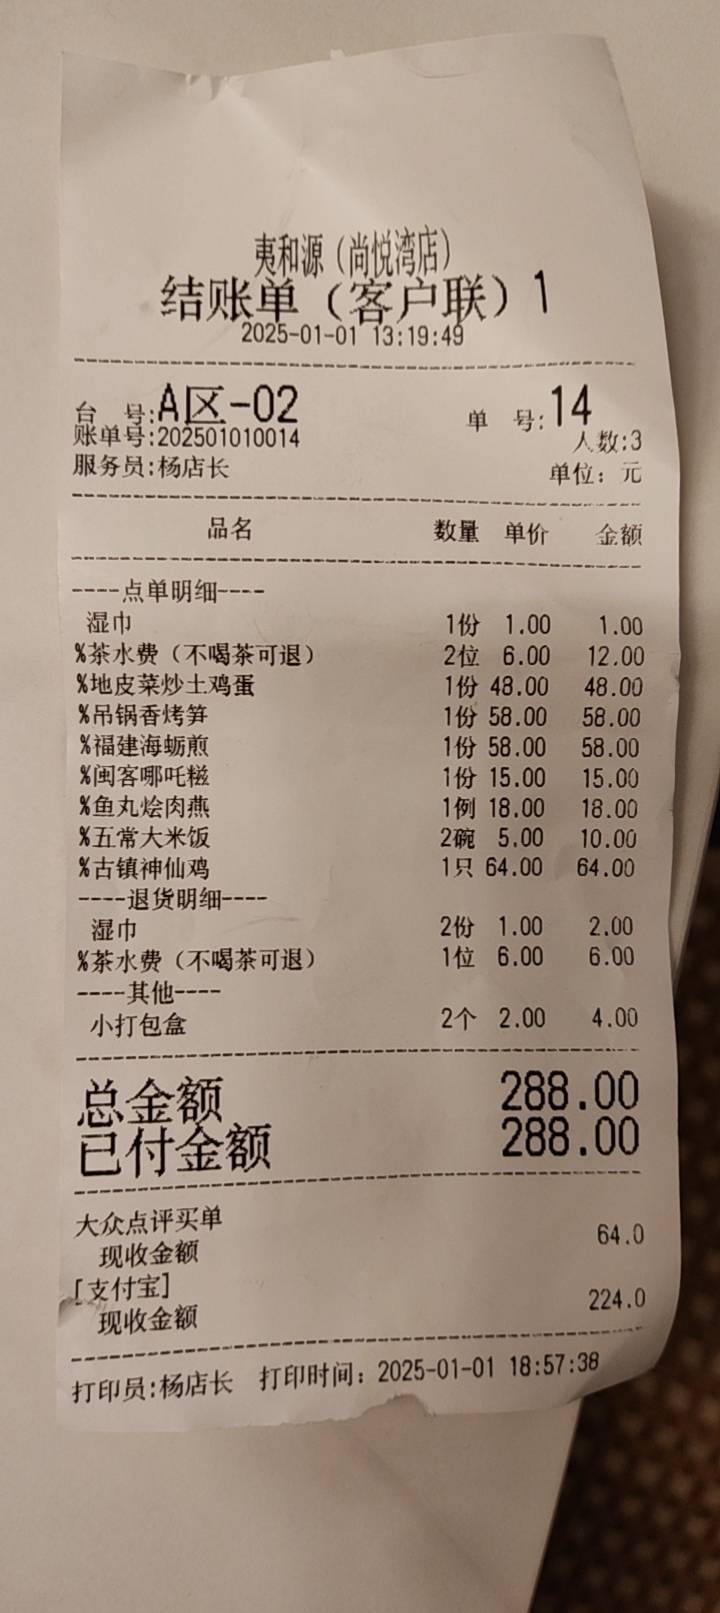 夷和源（尚悦湾店）
结账单（客户联）1
2025-01-01 13:19:49
台 号:A区-02 单 号:14
账单号:202501010014 人数:3
服务员:杨店长 单位：元
品名 数量 单价 金额
----点单明细----
湿巾 1份 1.00 1.00
%茶水费（不喝茶可退） 2位 6.00 12.00
%地皮菜炒土鸡蛋 1份 48.00 48.00
%吊锅香烤笋 1份 58.00 58.00
%福建海蛎煎 1份 58.00 58.00
%闽客哪吒糍 1份 15.00 15.00
%鱼丸烩肉燕 1例 18.00 18.00
%五常大米饭 2碗 5.00 10.00
%古镇神仙鸡 1只 64.00 64.00
----退货明细----
湿巾 2份 1.00 2.00
%茶水费（不喝茶可退） 1位 6.00 6.00
----其他----
小打包盒 2个 2.00 4.00
总金额 288.00
已付金额 288.00
大众点评买单
现收金额 64.0
[支付宝]
现收金额 224.0
打印员:杨店长 打印时间：2025-01-01 18:57:38